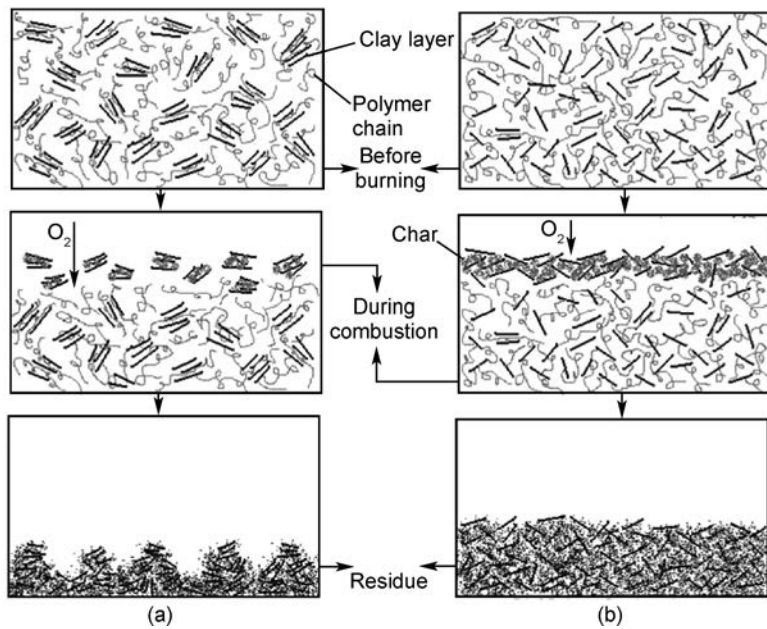 Clay layer
Polymer
chain
Before
burning
O2
Char
O2
During
combustion
Residue
(a)
(b)